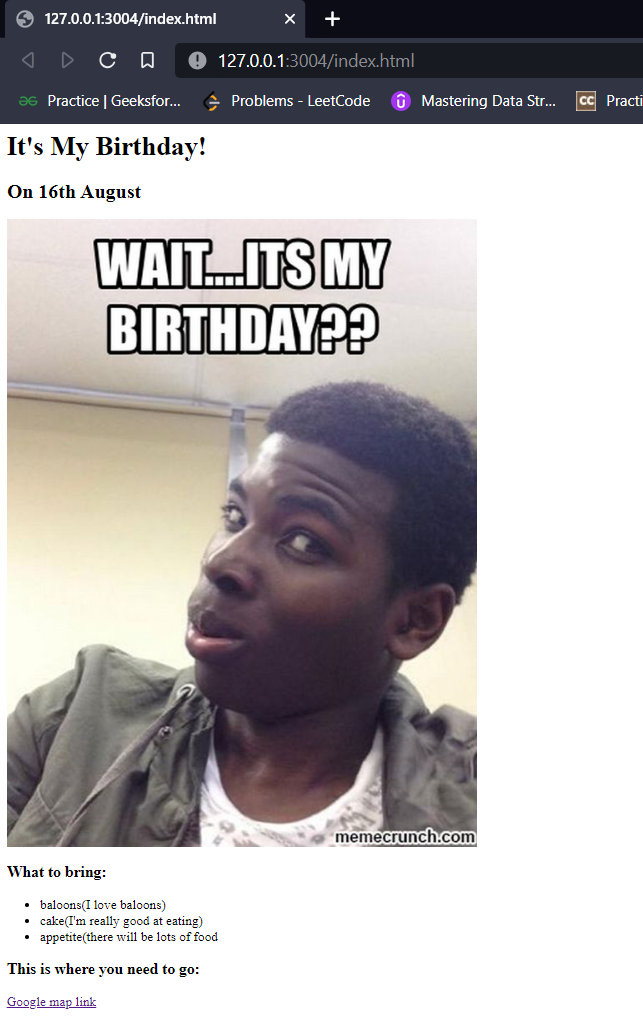 127.0.0.1:3004/index.html
127.0.0.1:3004/index.html
Practice | Geeksfor... Problems - LeetCode Mastering Data Str... CC Practi
It's My Birthday!
On 16th August
WAIT....ITS MY
BIRTHDAY??
memecrunch.com
What to bring:
baloons(I love baloons)
cake(I'm really good at eating)
appetite(there will be lots of food
This is where you need to go:
Google map link